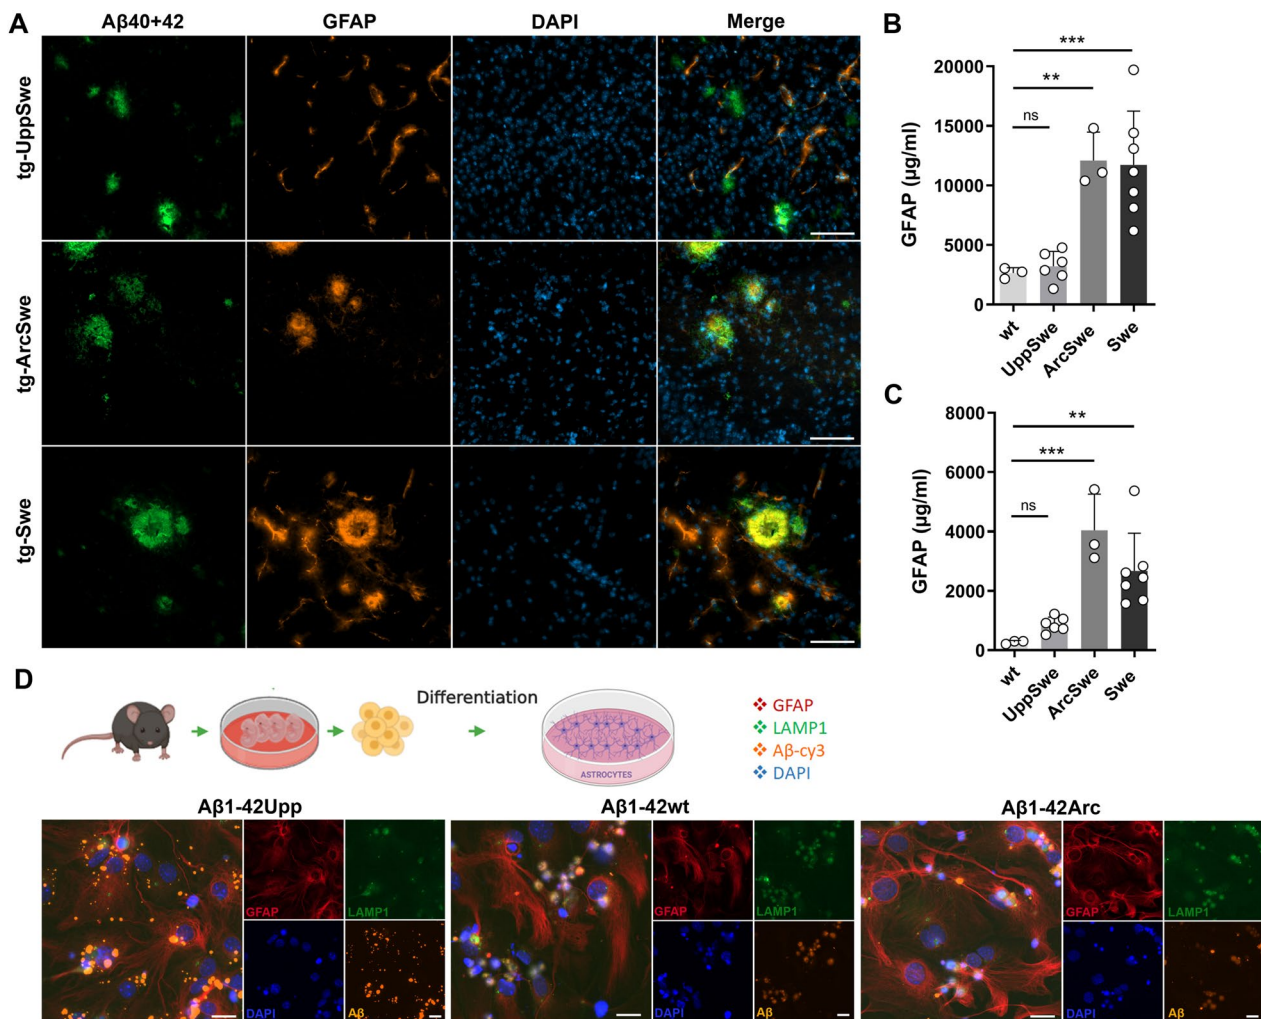 A
Aβ40+42
GFAP
DAPI
Merge
tg-UppSwe
tg-ArcSwe
tg-Swe
B
***
**
ns
20000
15000
10000
5000
0
GFAP (µg/ml)
wt
UppSwe
ArcSwe
Swe
C
**
***
ns
8000
6000
4000
2000
0
GFAP (µg/ml)
wt
UppSwe
ArcSwe
Swe
D
Differentiation
ASTROCYTES
GFAP
LAMP1
Aβ-cy3
DAPI
Aβ1-42Upp
Aβ1-42wt
Aβ1-42Arc
GFAP
LAMP1
DAPI
Aβ
GFAP
LAMP1
DAPI
Aβ
GFAP
LAMP1
DAPI
Aβ